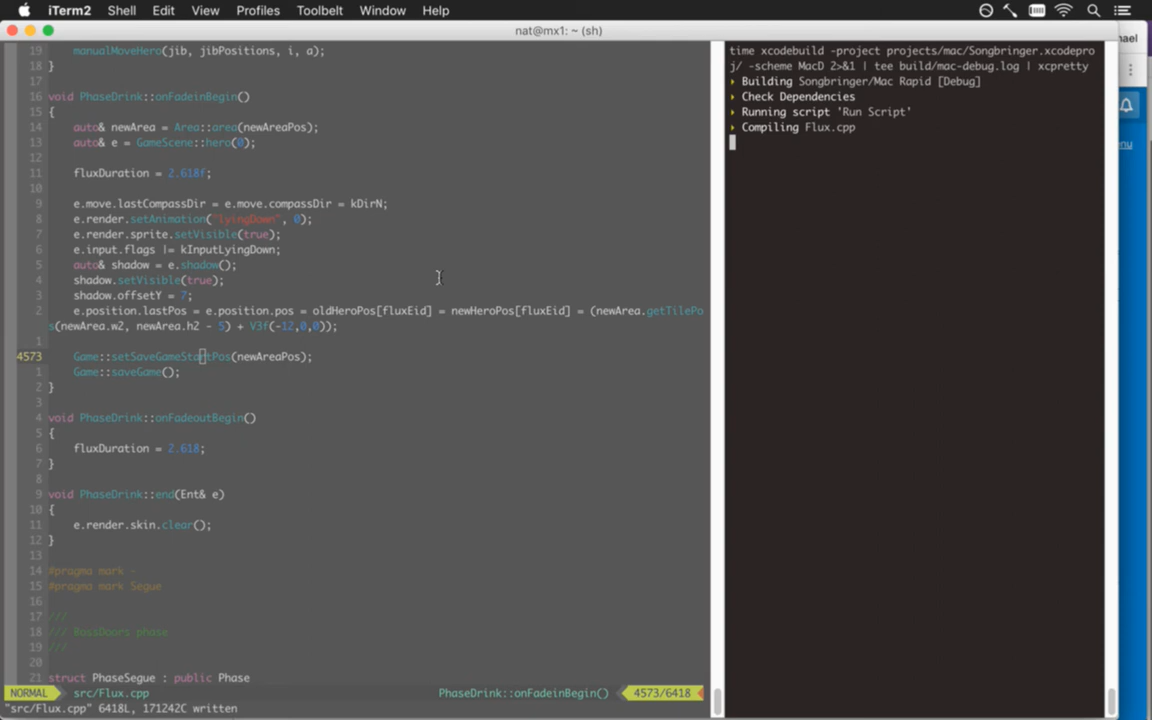 iTerm2 Shell Edit View Profiles Toolbelt Window Help
nat@mx1: ~ (sh)
ael
nu
19 manualMoveHero(jib, jibPositions, i, a);
18 }
17
16 void PhaseDrink::onFadeinBegin()
15 {
14 auto& newArea = Area::area(newAreaPos);
13 auto& e = GameScene::hero(0);
12
11 fluxDuration = 2.618f;
10
9 e.move.lastCompassDir = e.move.compassDir = kDirN;
8 e.render.setAnimation("lyingDown", 0);
7 e.render.sprite.setVisible(true);
6 e.input.flags |= kInputLyingDown;
5 auto& shadow = e.shadow();
4 shadow.setVisible(true);
3 shadow.offsetY = 7;
2 e.position.lastPos = e.position.pos = oldHeroPos[fluxEid] = newHeroPos[fluxEid] = (newArea.getTilePo
s(newArea.w2, newArea.h2 - 5) + V3f(-12,0,0));
1
4573 Game::setSaveGameStartPos(newAreaPos);
1 Game::saveGame();
2 }
3
4 void PhaseDrink::onFadeoutBegin()
5 {
6 fluxDuration = 2.618;
7 }
8
9 void PhaseDrink::end(Ent& e)
10 {
11 e.render.skin.clear();
12 }
13
14 #pragma mark -
15 #pragma mark Segue
16
17 ///
18 /// BossDoors phase
19 ///
20
21 struct PhaseSegue : public Phase
NORMAL src/Flux.cpp PhaseDrink::onFadeinBegin() 4573/6418
"src/Flux.cpp" 6418L, 171242C written
time xcodebuild -project projects/mac/Songbringer.xcodepro
j/ -scheme MacD 2>&1 | tee build/mac-debug.log | xcpretty
Building Songbringer/Mac Rapid [Debug]
Check Dependencies
Running script 'Run Script'
Compiling Flux.cpp